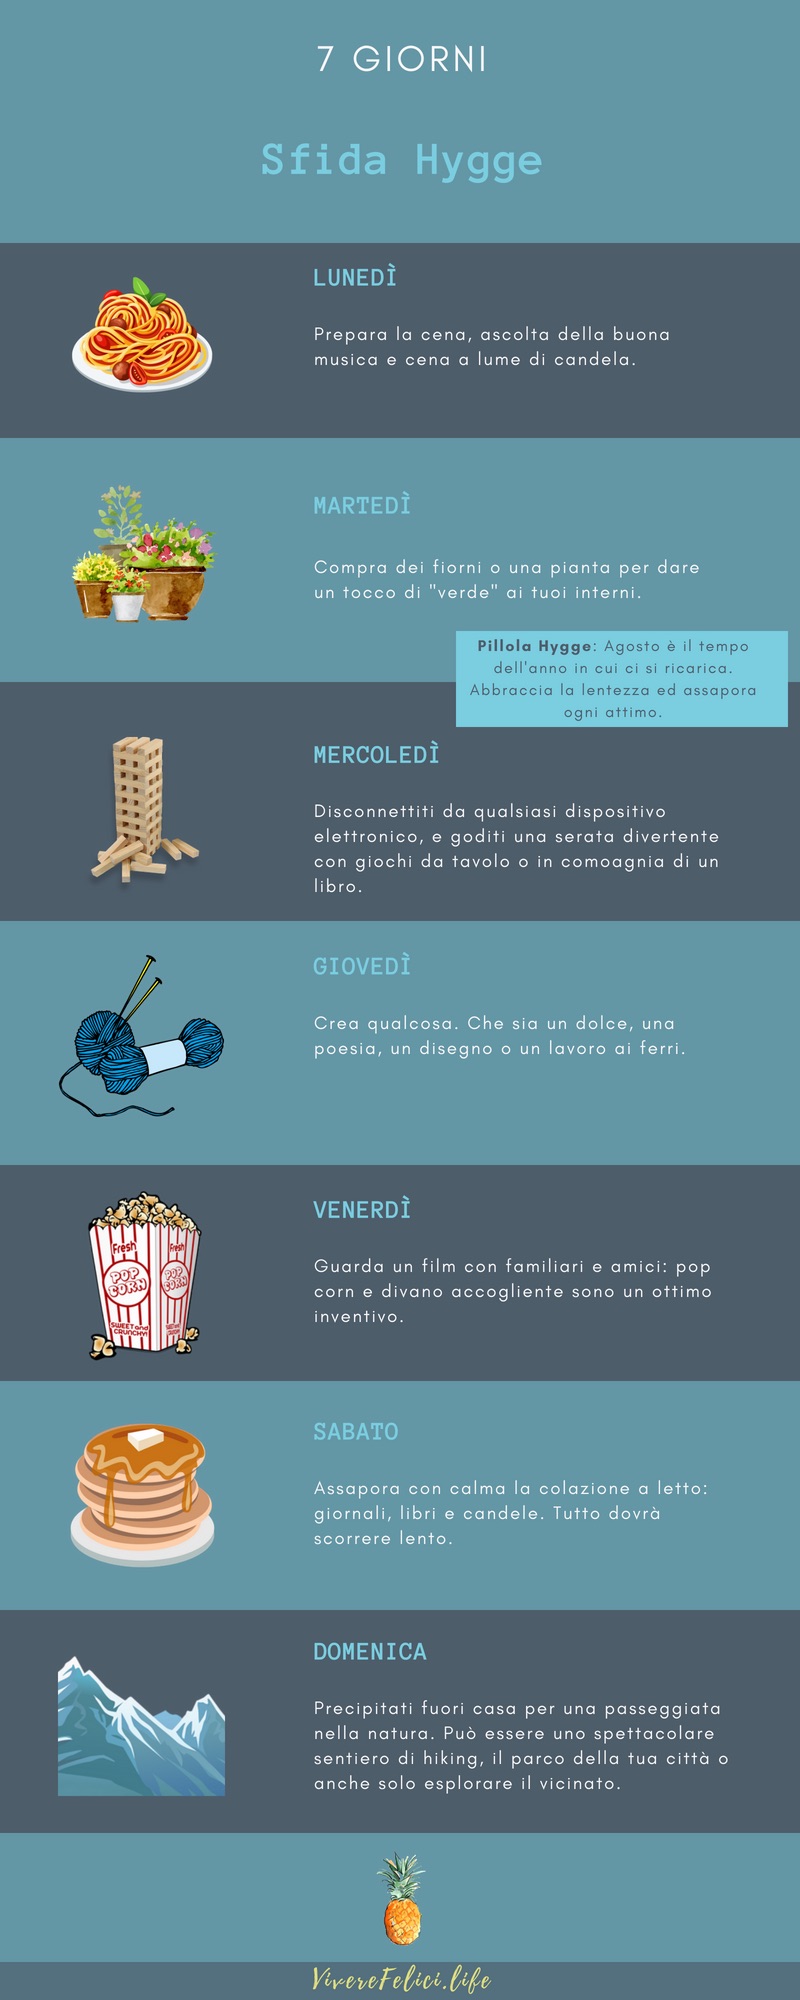 7 GIORNI
Sfida Hygge
LUNEDÌ
Prepara la cena, ascolta della buona
musica e cena a lume di candela.
MARTEDÌ
Compra dei fiorni o una pianta per dare
un tocco di "verde" ai tuoi interni.
Pillola Hygge: Agosto è il tempo
dell'anno in cui ci si ricarica.
Abbraccia la lentezza ed assapora
ogni attimo.
MERCOLEDÌ
Disconnettiti da qualsiasi dispositivo
elettronico, e goditi una serata divertente
con giochi da tavolo o in comoagnia di un
libro.
GIOVEDÌ
Crea qualcosa. Che sia un dolce, una
poesia, un disegno o un lavoro ai ferri.
Fresh Fresh
POP POP
CORN CORN
SWEET and
CRUNCHY!
VENERDÌ
Guarda un film con familiari e amici: pop
corn e divano accogliente sono un ottimo
inventivo.
SABATO
Assapora con calma la colazione a letto:
giornali, libri e candele. Tutto dovrà
scorrere lento.
DOMENICA
Precipitati fuori casa per una passeggiata
nella natura. Può essere uno spettacolare
sentiero di hiking, il parco della tua città o
anche solo esplorare il vicinato.
VivereFelici.life